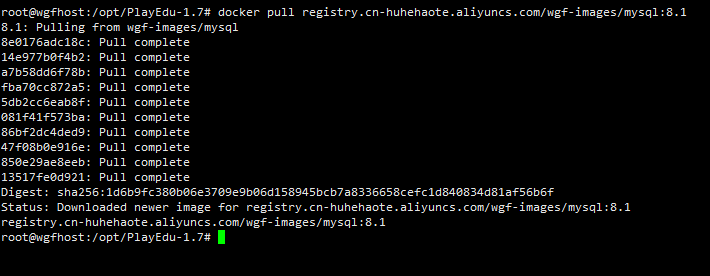 root@wgfhost:/opt/PlayEdu-1.7# docker pull registry.cn-huhehaote.aliyuncs.com/wgf-images/mysql:8.1
8.1: Pulling from wgf-images/mysql
8e0176adc18c: Pull complete
14e977b0f4b2: Pull complete
a7b58dd6f78b: Pull complete
fba70cc872a5: Pull complete
5db2cc6eab8f: Pull complete
081f41f573ba: Pull complete
86bf2dc4ded9: Pull complete
47f08b0e916e: Pull complete
850e29ae8eeb: Pull complete
13517fe0d921: Pull complete
Digest: sha256:1d6b9fc380b06e3709e9b06d158945bcb7a8336658cefc1d840834d81af56b6f
Status: Downloaded newer image for registry.cn-huhehaote.aliyuncs.com/wgf-images/mysql:8.1
registry.cn-huhehaote.aliyuncs.com/wgf-images/mysql:8.1
root@wgfhost:/opt/PlayEdu-1.7#